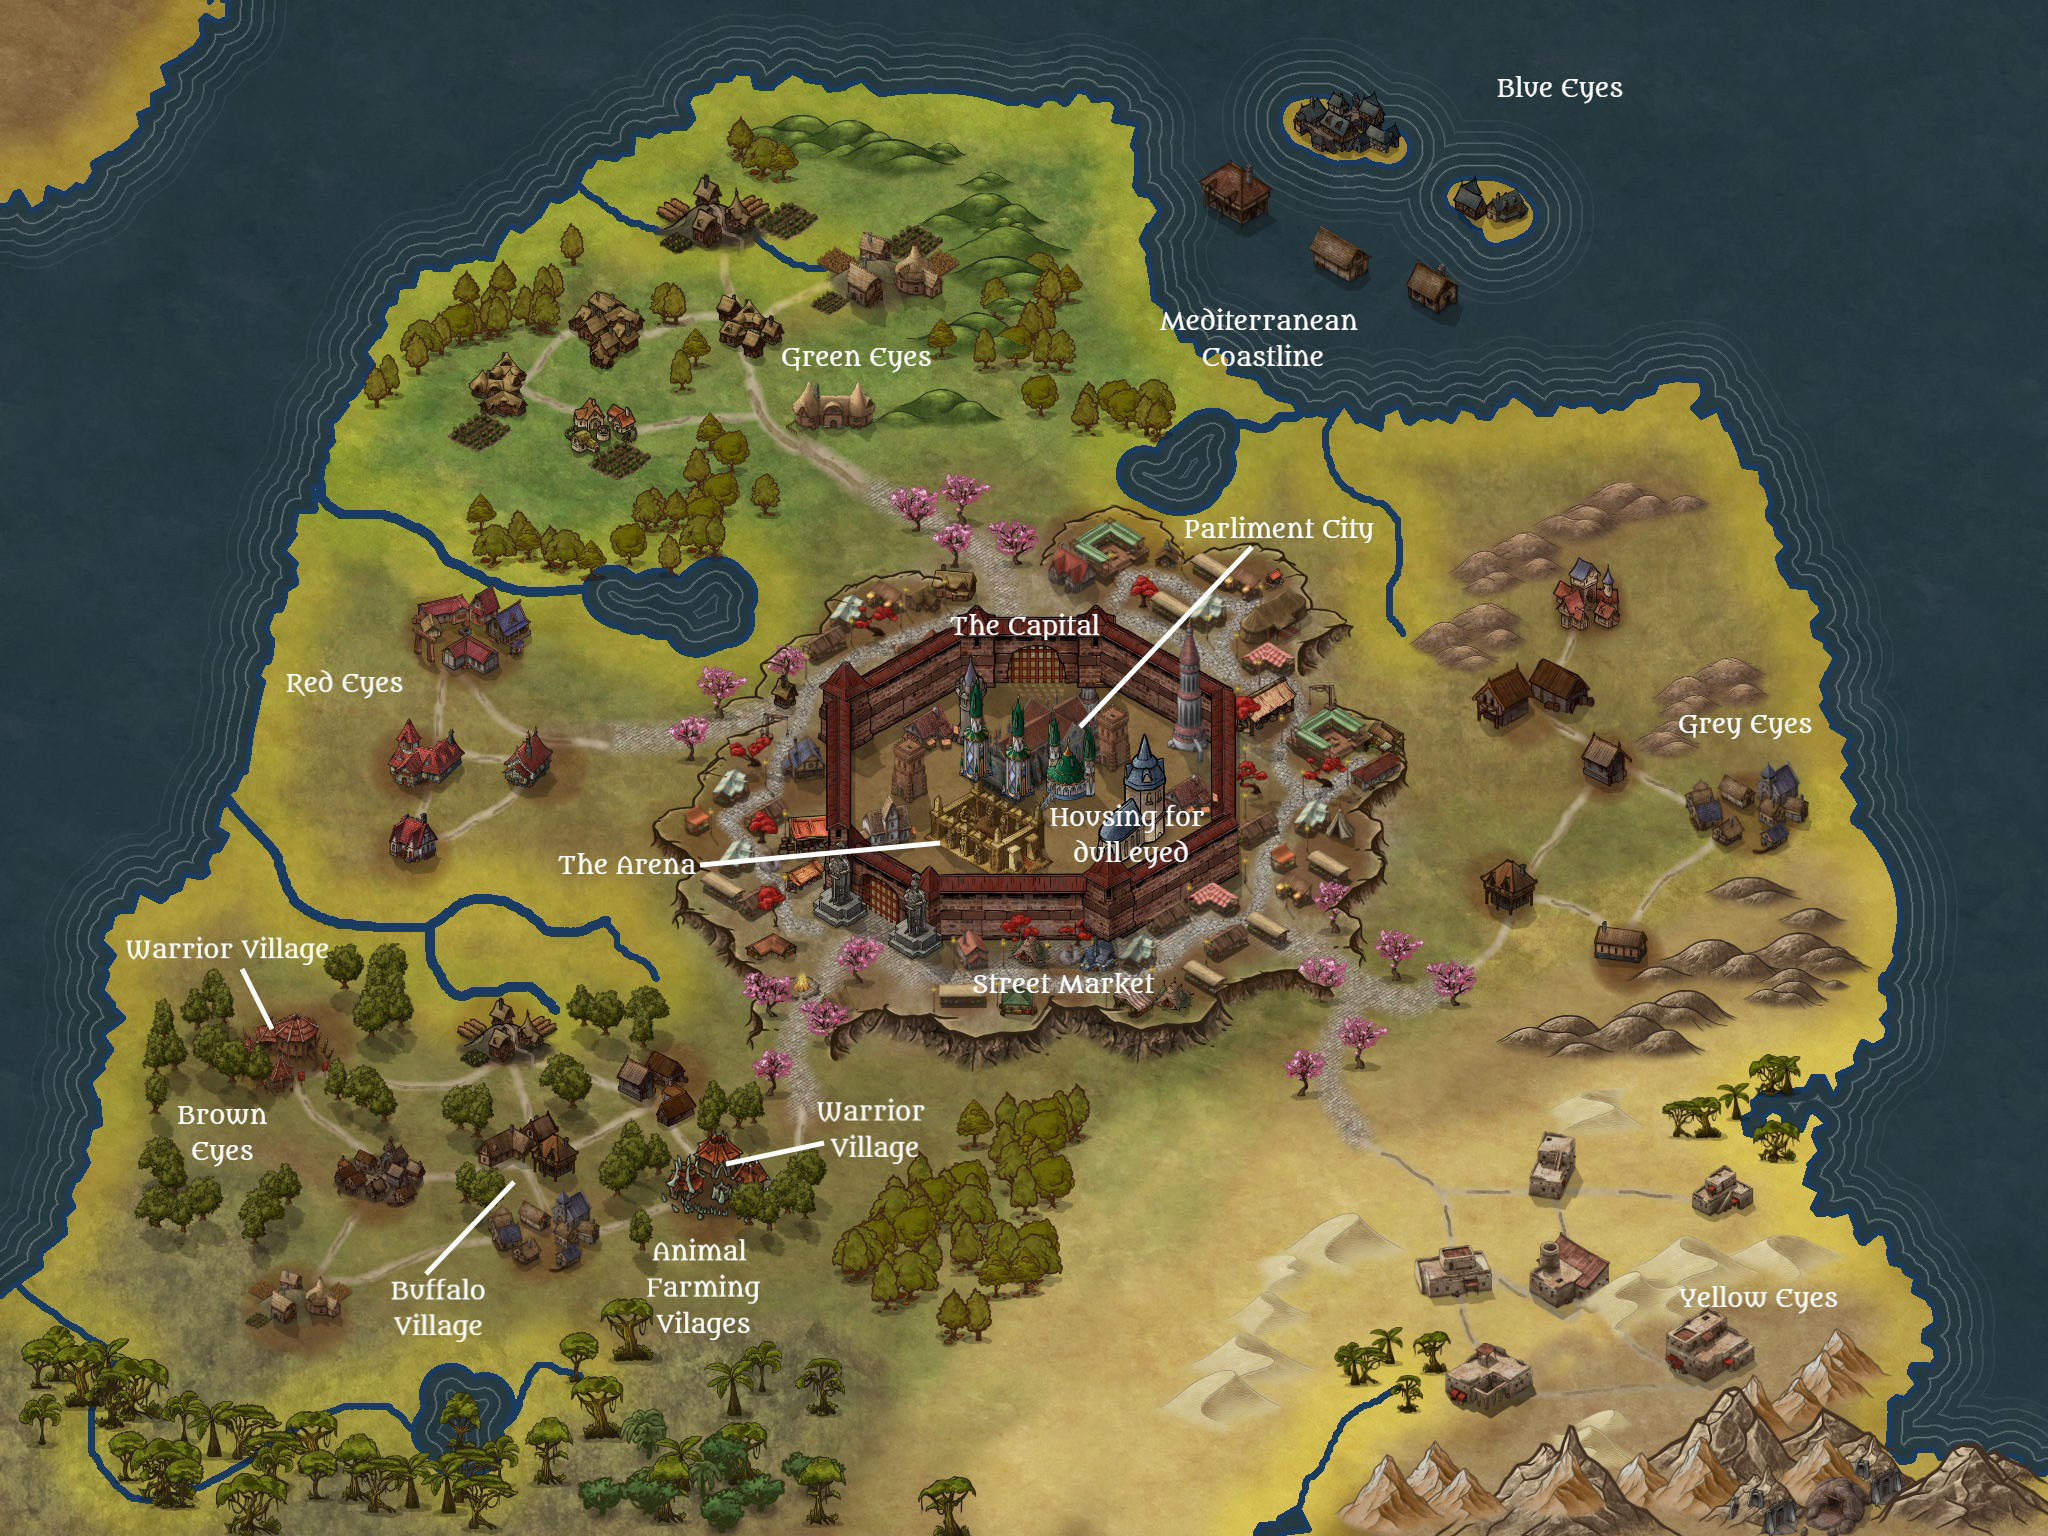 Blue Eyes
Mediterranean
Coastline
Green Eyes
Parliment City
The Capital
Red Eyes
Grey Eyes
Housing for
dull eyed
The Arena
Warrior Village
Street Market
Brown
Eyes
Warrior
Village
Animal
Farming
Vilages
Buffalo
Village
Yellow Eyes